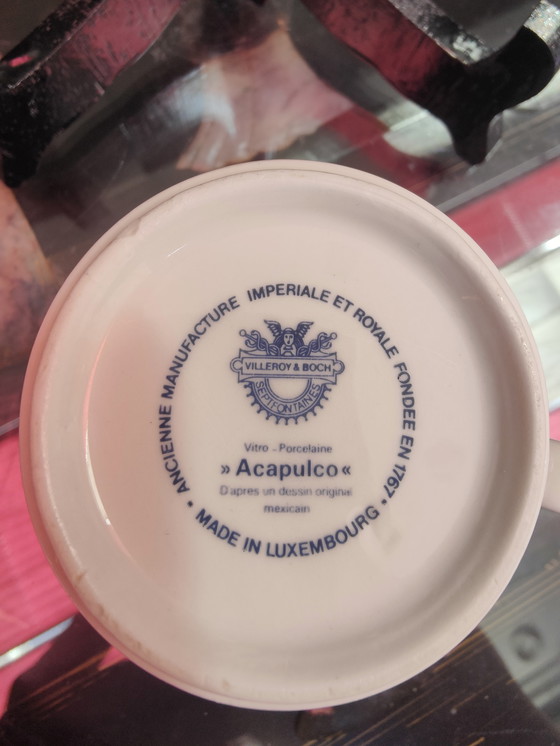 ANCIENNE MANUFACTURE IMPERIALE ET ROYALE FONDEE EN 1767
VILLEROY & BOCH
SEPTFONTAINES
Vitro - Porcelaine
» Acapulco «
D'apres un dessin original
mexicain
• MADE IN LUXEMBOURG •